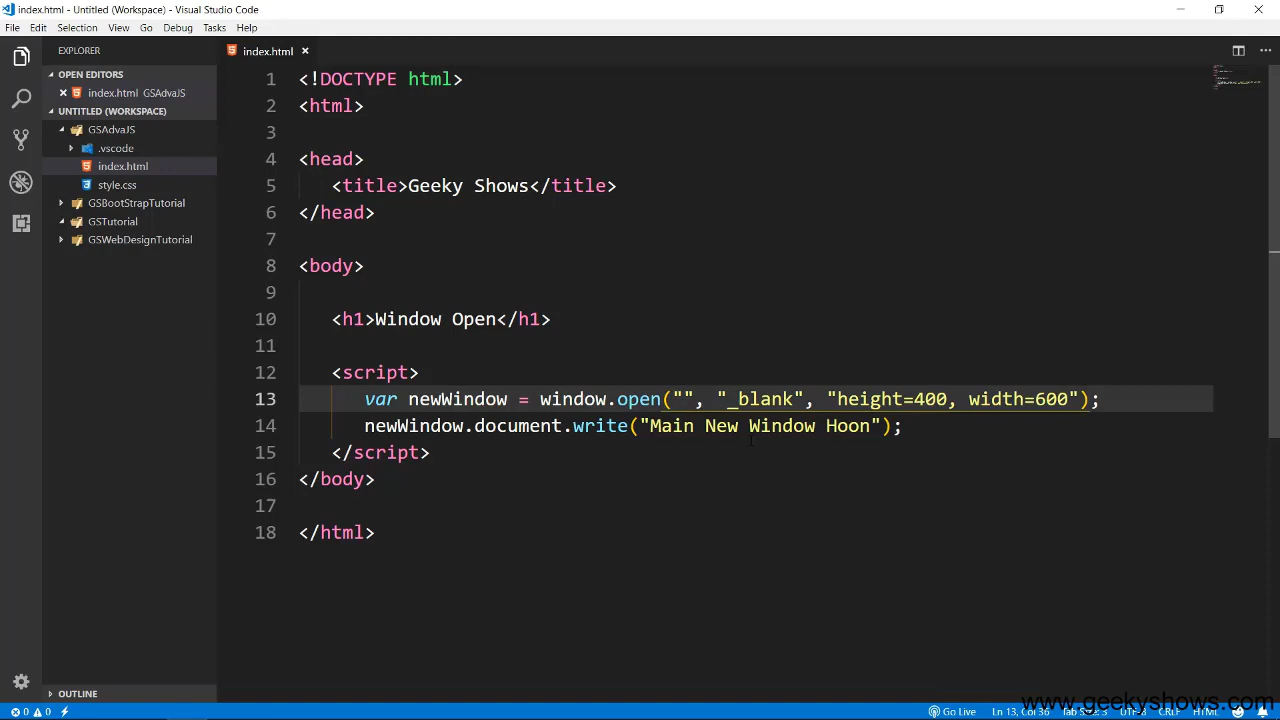 index.html - Untitled (Workspace) - Visual Studio Code
File Edit Selection View Go Debug Tasks Help
EXPLORER
index.html
OPEN EDITORS
index.html GSAdvaJS
UNTITLED (WORKSPACE)
GSAdvaJS
.vscode
index.html
style.css
GSBootStrapTutorial
GSTutorial
GSWebDesignTutorial
OUTLINE
1 <!DOCTYPE html>
2 <html>
3
4 <head>
5 <title>Geeky Shows</title>
6 </head>
7
8 <body>
9
10 <h1>Window Open</h1>
11
12 <script>
13 var newWindow = window.open("", "_blank", "height=400, width=600");
14 newWindow.document.write("Main New Window Hoon");
15 </script>
16 </body>
17
18 </html>
www.geekyshows.com
0 0 Go Live Ln 13, Col 36 Tab Size: 3 UTF-8 CRLF HTML